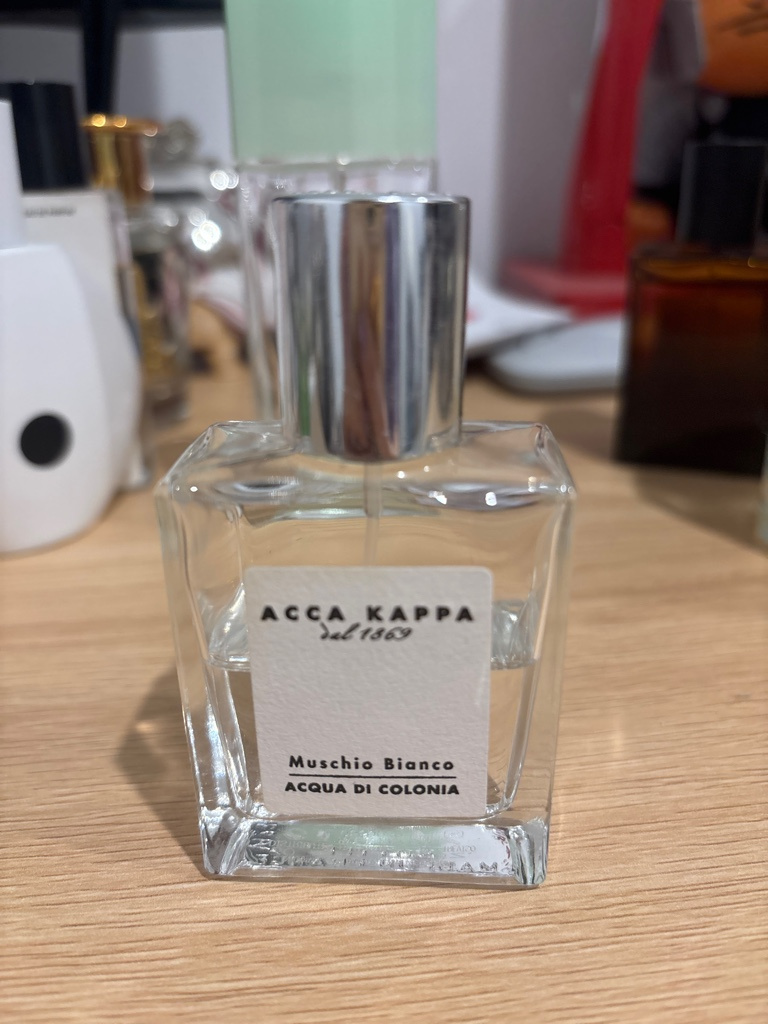 ACCA KAPPA
dal 1869
Muschio Bianco
ACQUA DI COLONIA